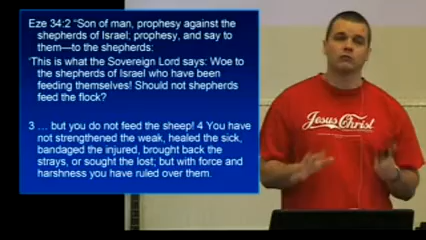 Eze 34:2 “Son of man, prophesy against the
shepherds of Israel; prophesy, and say to
them—to the shepherds:
‘This is what the Sovereign Lord says: Woe to
the shepherds of Israel who have been
feeding themselves! Should not shepherds
feed the flock?
3 … but you do not feed the sheep! 4 You have
not strengthened the weak, healed the sick,
bandaged the injured, brought back the
strays, or sought the lost; but with force and
harshness you have ruled over them.
Jesus Christ